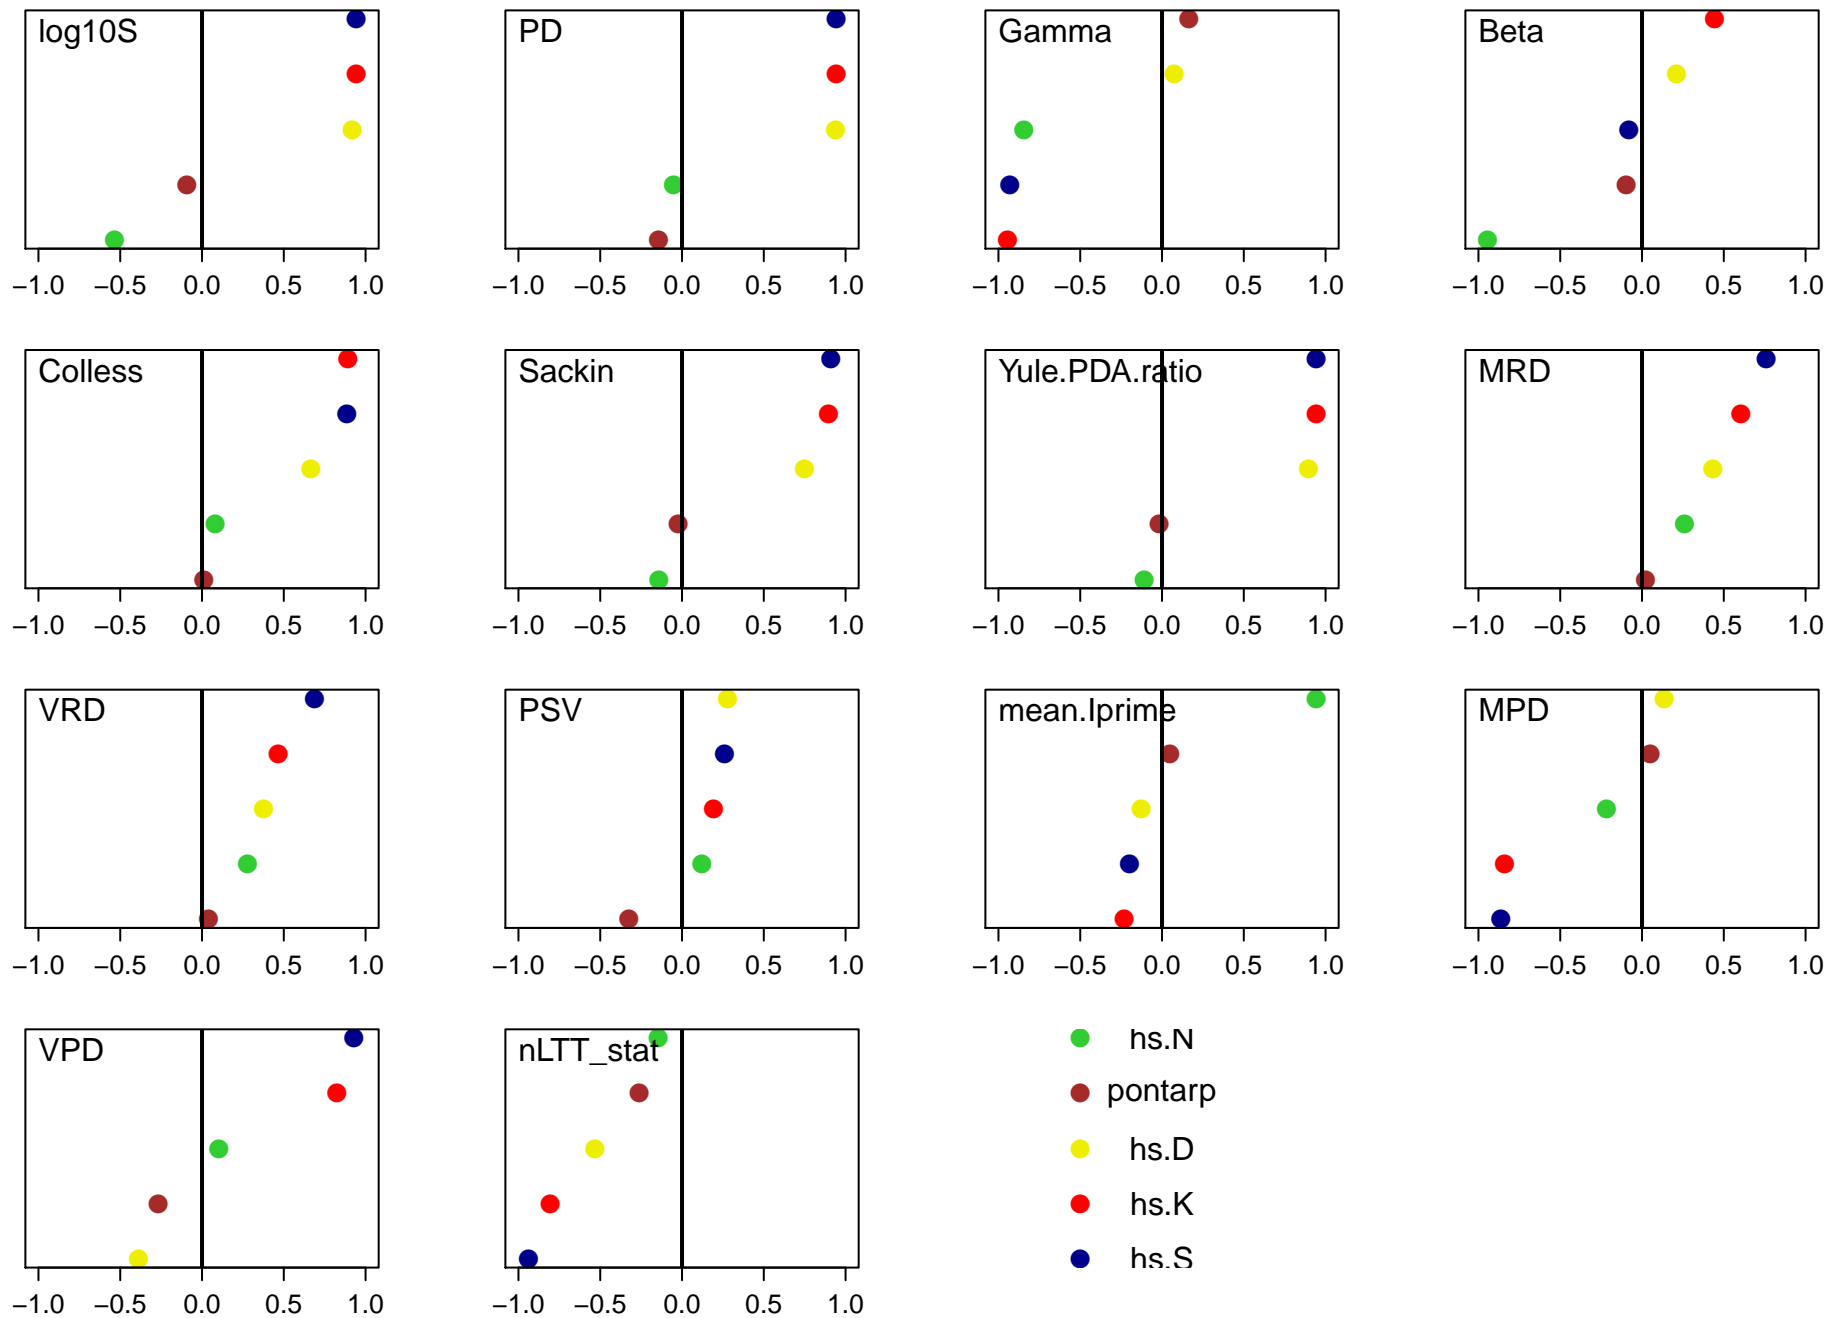 log10S PD Gamma Beta
−1.0 −0.5 0.0 0.5 1.0 −1.0 −0.5 0.0 0.5 1.0 −1.0 −0.5 0.0 0.5 1.0 −1.0 −0.5 0.0 0.5 1.0
Colless Sackin Yule.PDA.ratio MRD
−1.0 −0.5 0.0 0.5 1.0 −1.0 −0.5 0.0 0.5 1.0 −1.0 −0.5 0.0 0.5 1.0 −1.0 −0.5 0.0 0.5 1.0
VRD PSV mean.Iprime MPD
−1.0 −0.5 0.0 0.5 1.0 −1.0 −0.5 0.0 0.5 1.0 −1.0 −0.5 0.0 0.5 1.0 −1.0 −0.5 0.0 0.5 1.0
VPD nLTT_stat
−1.0 −0.5 0.0 0.5 1.0 −1.0 −0.5 0.0 0.5 1.0
hs.N
pontarp
hs.D
hs.K
hs.S